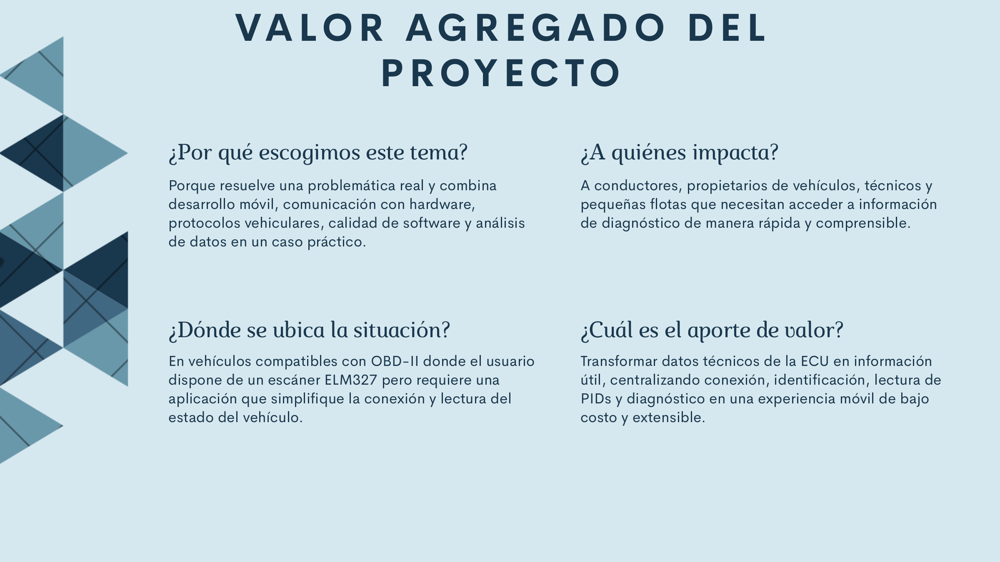 VALOR AGREGADO DEL
PROYECTO
¿Por qué escogimos este tema?
Porque resuelve una problemática real y combina
desarrollo móvil, comunicación con hardware,
protocolos vehiculares, calidad de software y análisis
de datos en un caso práctico.
¿A quiénes impacta?
A conductores, propietarios de vehículos, técnicos y
pequeñas flotas que necesitan acceder a información
de diagnóstico de manera rápida y comprensible.
¿Dónde se ubica la situación?
En vehículos compatibles con OBD-II donde el usuario
dispone de un escáner ELM327 pero requiere una
aplicación que simplifique la conexión y lectura del
estado del vehículo.
¿Cuál es el aporte de valor?
Transformar datos técnicos de la ECU en información
útil, centralizando conexión, identificación, lectura de
PIDs y diagnóstico en una experiencia móvil de bajo
costo y extensible.